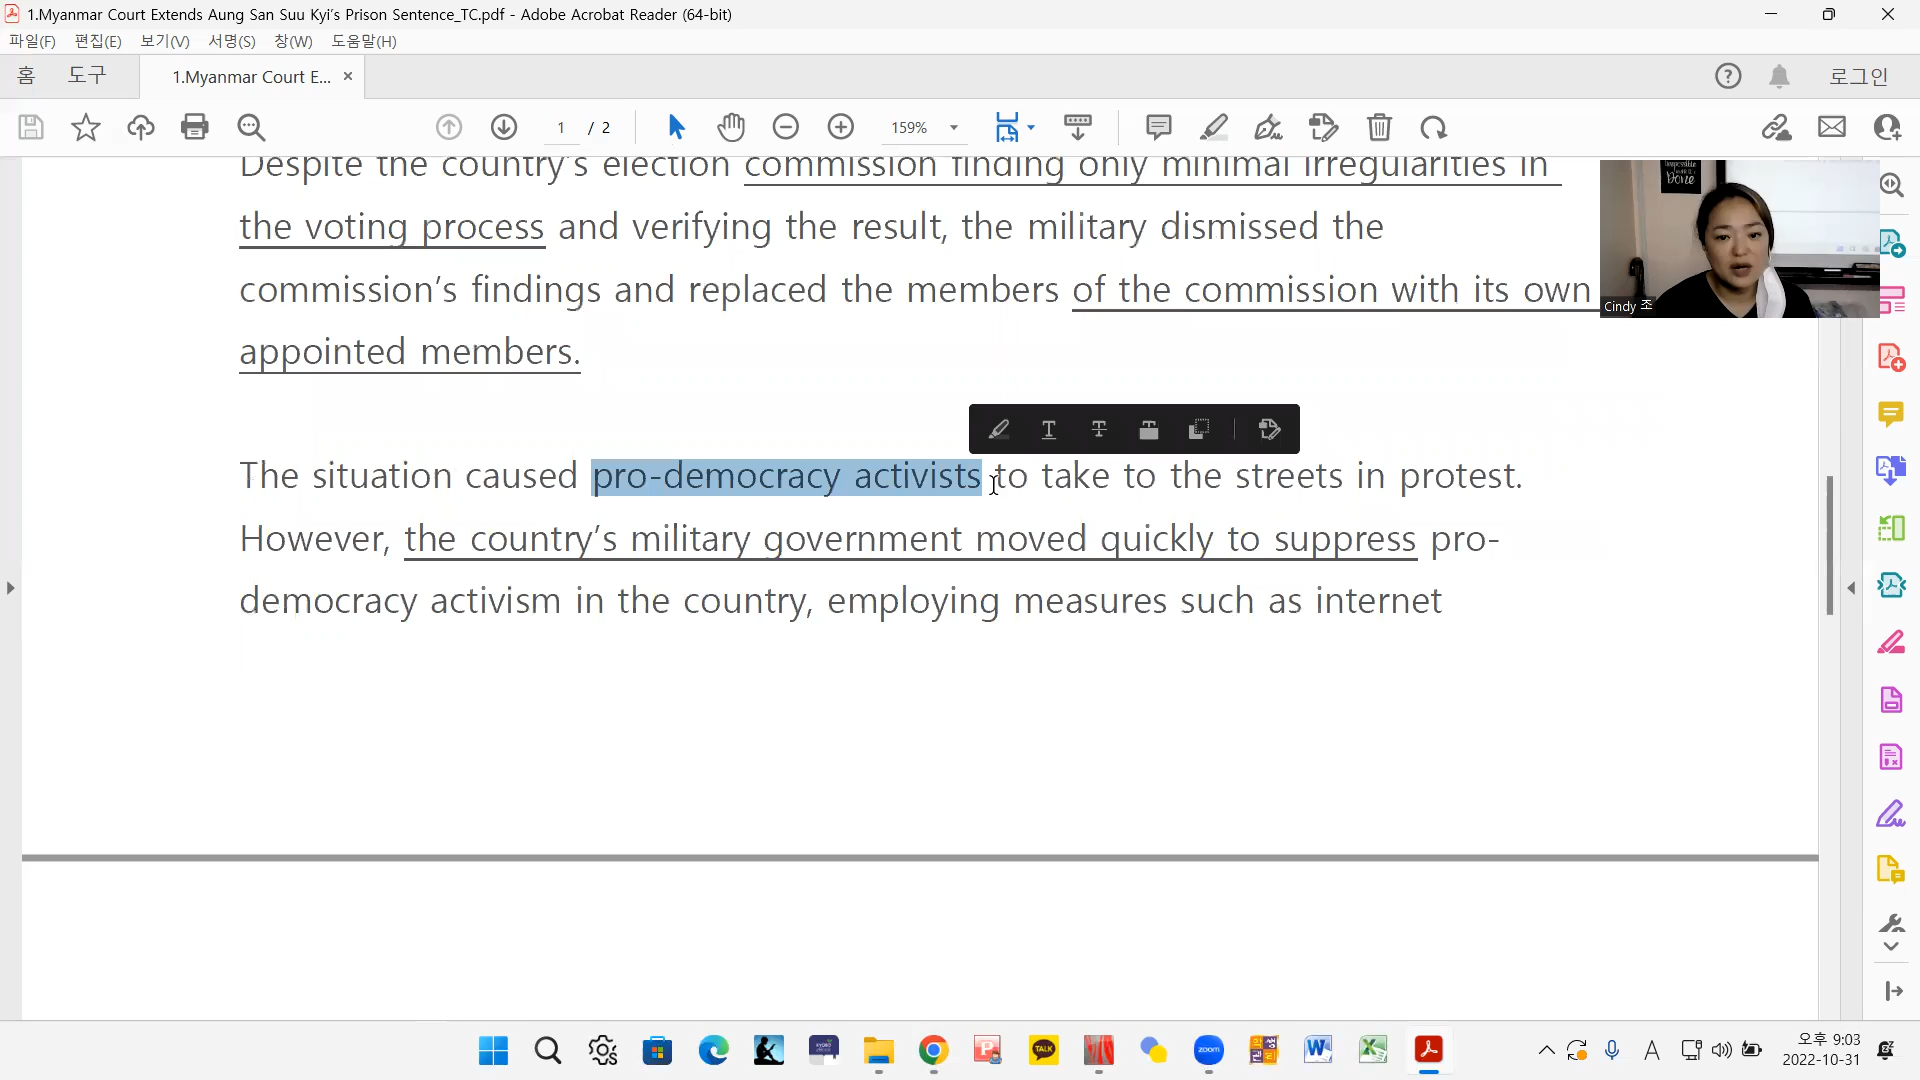 1.Myanmar Court Extends Aung San Suu Kyi's Prison Sentence_TC.pdf - Adobe Acrobat Reader (64-bit)
파일(F) 편집(E) 보기(V) 서명(S) 창(W) 도움말(H)
홈 도구 1.Myanmar Court E... 로그인
1 / 2 159%
Despite the country's election commission finding only minimal irregularities in
the voting process and verifying the result, the military dismissed the
commission's findings and replaced the members of the commission with its own
appointed members.
Done
Cindy 조
The situation caused pro-democracy activists to take to the streets in protest.
However, the country's military government moved quickly to suppress pro-
democracy activism in the country, employing measures such as internet
TALK
zoom
A
오후 9:03
2022-10-31